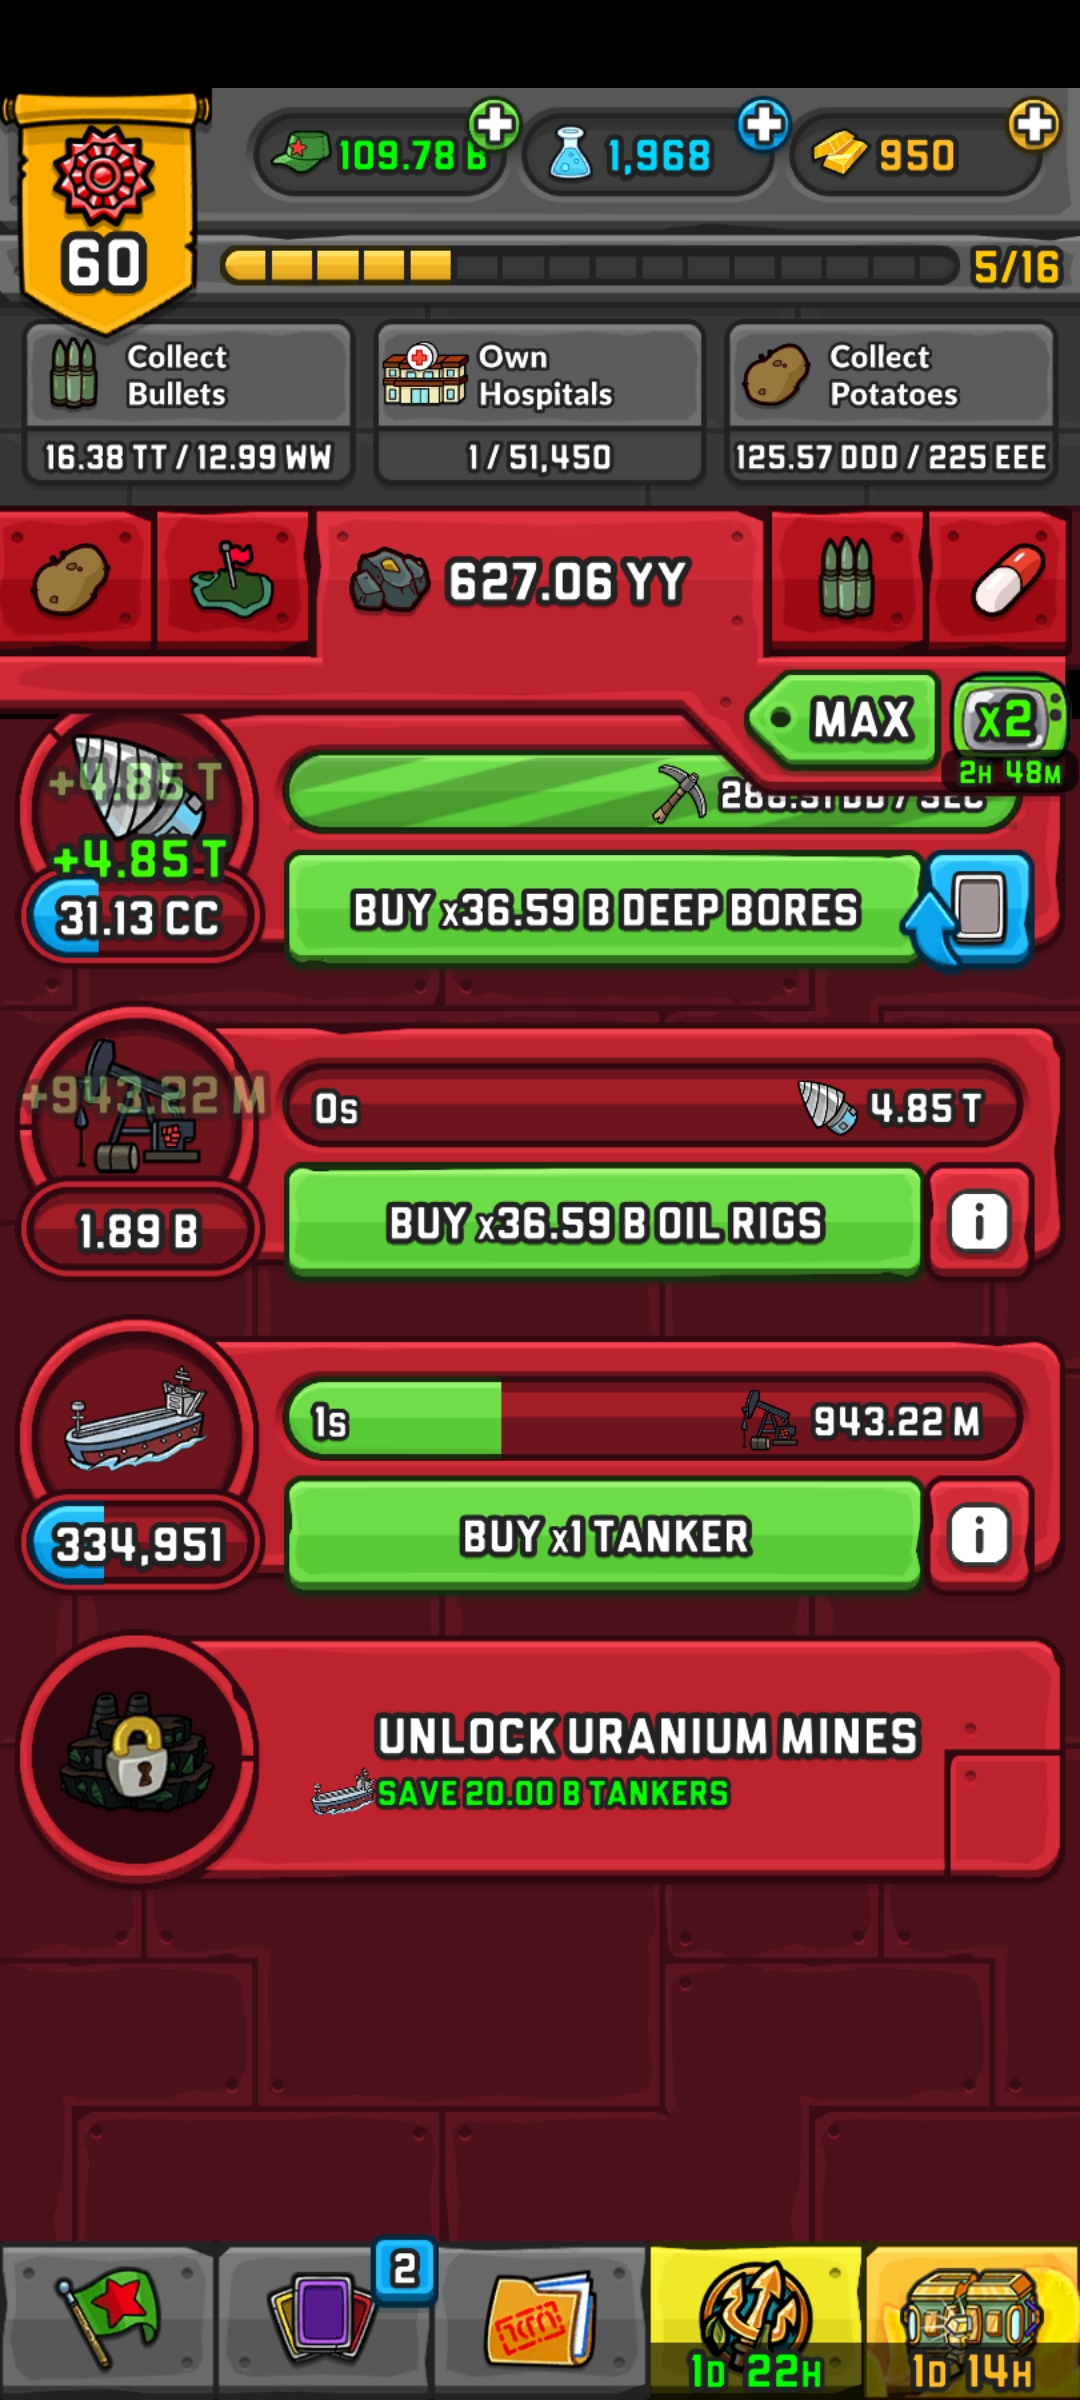 109.78 B
1,968
950
60
5/16
Collect
Bullets
16.38 TT / 12.99 WW
Own
Hospitals
1 / 51,450
Collect
Potatoes
125.57 DDD / 225 EEE
627.06 YY
MAX
x2
2H 48M
+4.85 T
+4.85 T
31.13 CC
BUY x36.59 B DEEP BORES
+943.22 M
0s
4.85 T
1.89 B
BUY x36.59 B OIL RIGS
i
1s
943.22 M
334,951
BUY x1 TANKER
i
UNLOCK URANIUM MINES
SAVE 20.00 B TANKERS
2
1D 22H
1D 14H